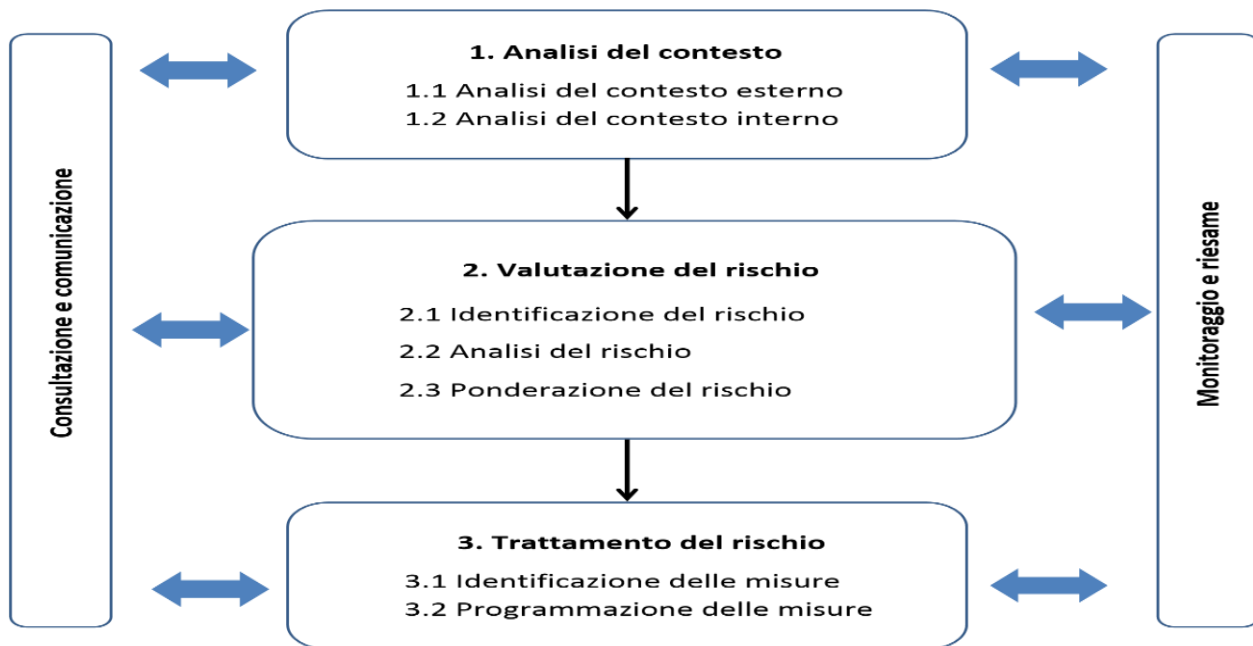 Consultazione e comunicazione
1. Analisi del contesto
1.1 Analisi del contesto esterno
1.2 Analisi del contesto interno
2. Valutazione del rischio
2.1 Identificazione del rischio
2.2 Analisi del rischio
2.3 Ponderazione del rischio
3. Trattamento del rischio
3.1 Identificazione delle misure
3.2 Programmazione delle misure
Monitoraggio e riesame